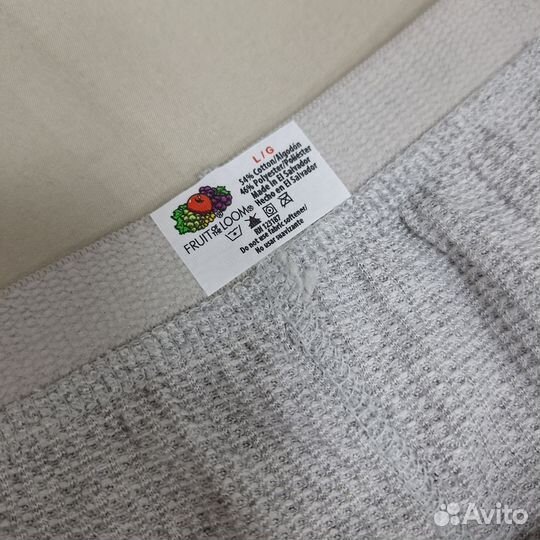 L / G
54% Cotton/Algodón
46% Polyester/Poliéster
Made in El Salvador
Hecho en El Salvador
FRUIT OF THE LOOM®
RN 123187
Do not use fabric softener/
No usar suavizante
Avito